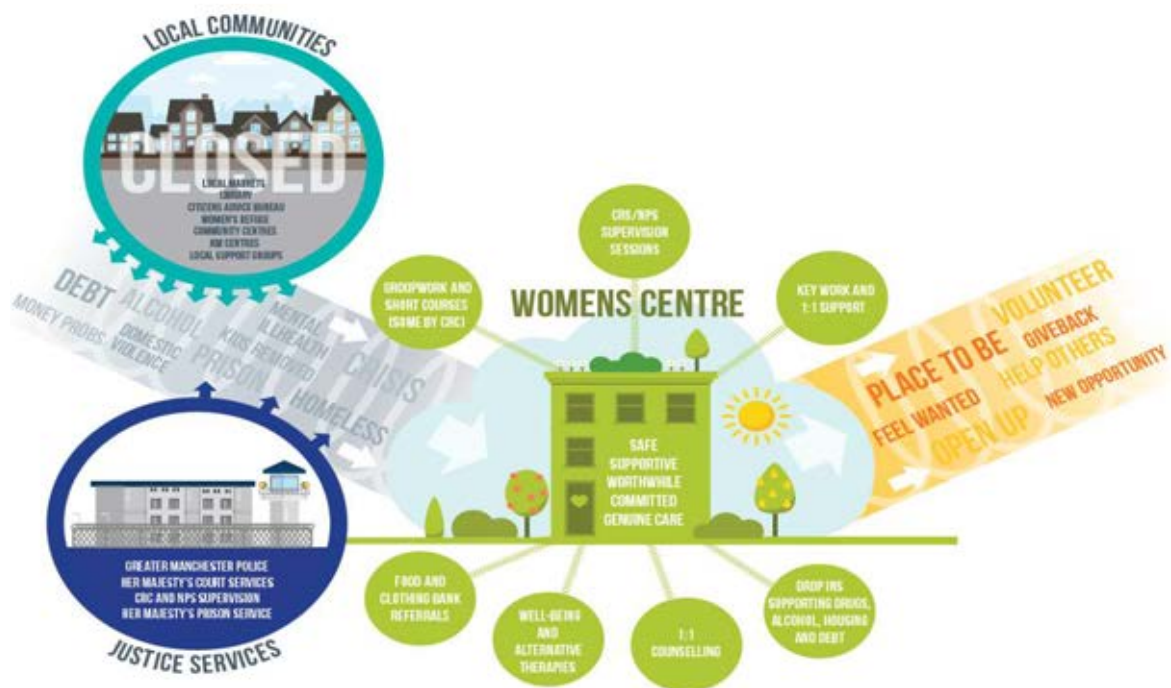 LOCAL COMMUNITIES
CLOSED
LOCAL MARKETS
LIBRARY
CITIZENS ADVICE BUREAU
WOMEN'S REFUGE
COMMUNITY CENTRES
LOCAL SUPPORT GROUPS
DEBT
MONEY PROBS
ALCOHOL
DOMESTIC
VIOLENCE
PRISON
KIDS REMOVED
MENTAL
ILLHEALTH
CRISIS
HOMELESS
GREATER MANCHESTER POLICE
HER MAJESTY'S COURT SERVICES
CRC AND NPS SUPERVISION
HER MAJESTY'S PRISON SERVICE
JUSTICE SERVICES
GROUPWORK AND
SHORT COURSES
(SOME BY CRC)
CRS/NPS
SUPERVISION
SESSIONS
KEY WORK AND
1:1 SUPPORT
WOMENS CENTRE
SAFE
SUPPORTIVE
WORTHWHILE
COMMITTED
GENUINE CARE
FOOD AND
CLOTHING BANK
REFERRALS
WELL-BEING
AND
ALTERNATIVE
THERAPIES
1:1
COUNSELLING
DROP INS
SUPPORTING DRUGS,
ALCOHOL, HOUSING
AND DEBT
VOLUNTEER
PLACE TO BE
GIVEBACK
HELP OTHERS
FEEL WANTED
NEW OPPORTUNITY
OPEN UP